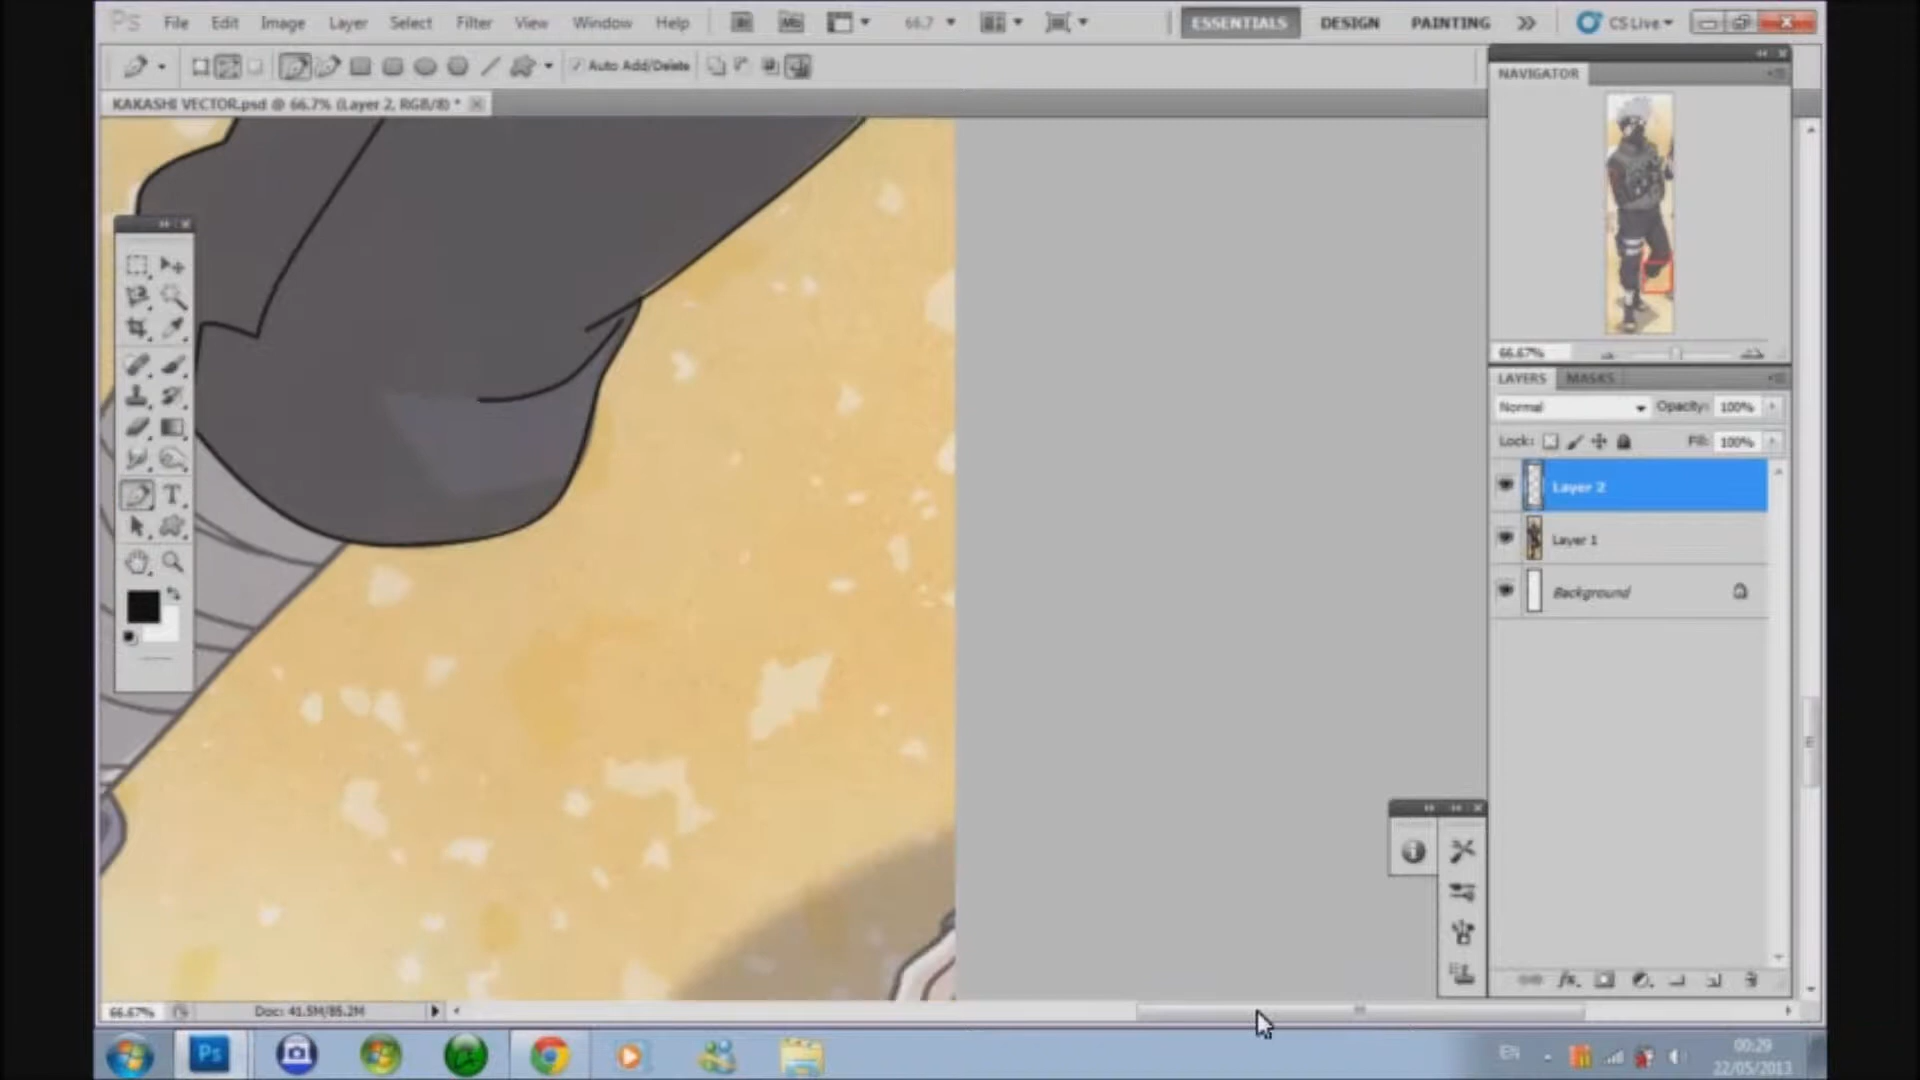 Ps File Edit Image Layer Select Filter View Window Help Br Mb 66.7 ESSENTIALS DESIGN PAINTING CS Live
Auto Add/Delete
KAKASHI VECTOR.psd @ 66.7% (Layer 2, RGB/8) *
NAVIGATOR
66.67%
LAYERS MASKS
Normal Opacity: 100%
Lock: Fill: 100%
Layer 2
Layer 1
Background
T
66.67% Doc: 41.5M/85.2M
Ps EN 00:29
22/05/2013